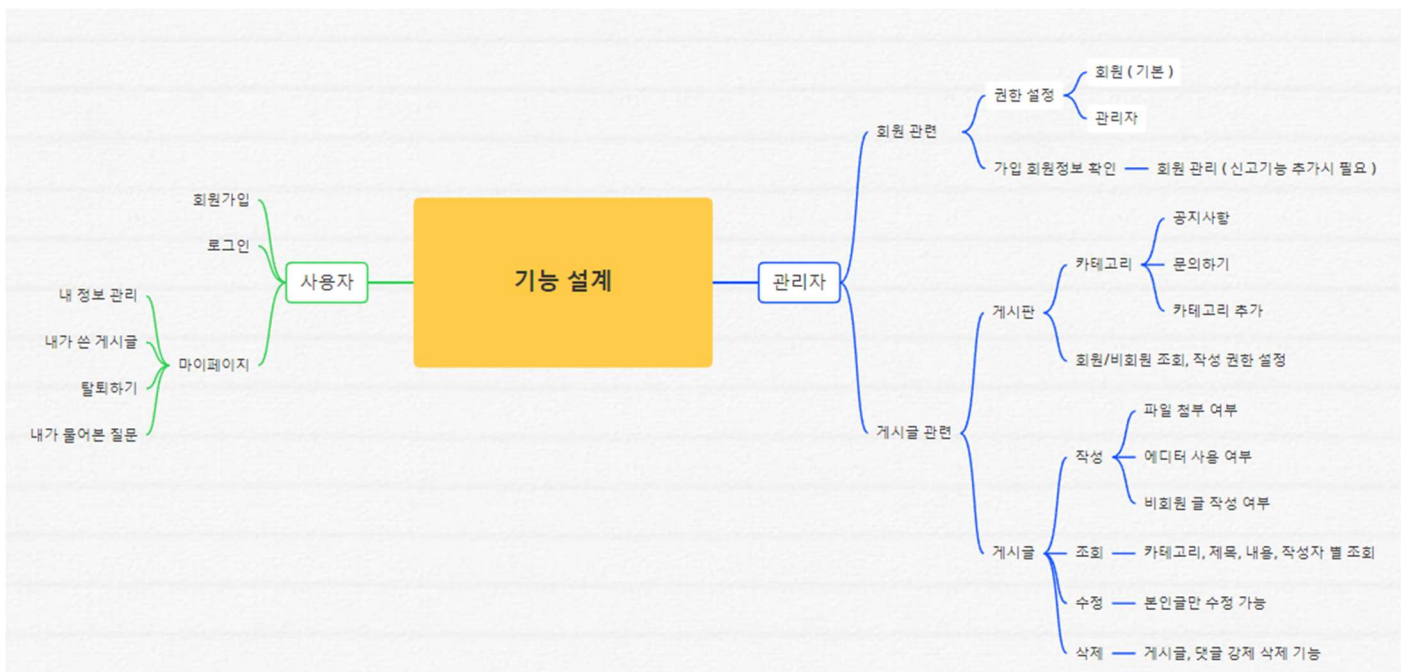 기능 설계
사용자
회원가입
로그인
마이페이지
내 정보 관리
내가 쓴 게시글
탈퇴하기
내가 물어본 질문
관리자
회원 관련
권한 설정
회원 ( 기본 )
관리자
가입 회원정보 확인
회원 관리 ( 신고기능 추가시 필요 )
게시글 관련
게시판
카테고리
공지사항
문의하기
카테고리 추가
회원/비회원 조회, 작성 권한 설정
게시글
작성
파일 첨부 여부
에디터 사용 여부
비회원 글 작성 여부
조회
카테고리, 제목, 내용, 작성자 별 조회
수정
본인글만 수정 가능
삭제
게시글, 댓글 강제 삭제 기능